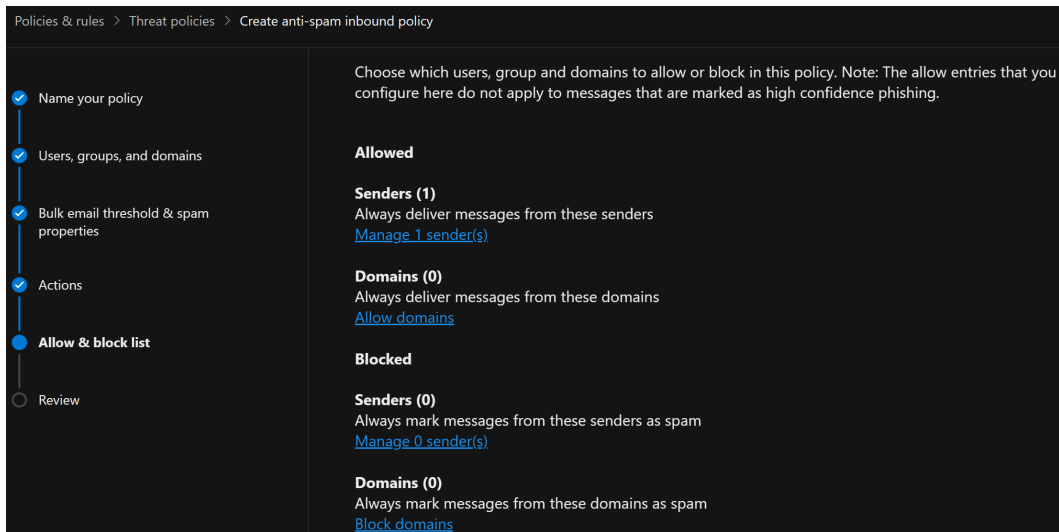 Policies & rules > Threat policies > Create anti-spam inbound policy
Name your policy
Users, groups, and domains
Bulk email threshold & spam
properties
Actions
Allow & block list
Review
Choose which users, group and domains to allow or block in this policy. Note: The allow entries that you
configure here do not apply to messages that are marked as high confidence phishing.
Allowed
Senders (1)
Always deliver messages from these senders
Manage 1 sender(s)
Domains (0)
Always deliver messages from these domains
Allow domains
Blocked
Senders (0)
Always mark messages from these senders as spam
Manage 0 sender(s)
Domains (0)
Always mark messages from these domains as spam
Block domains